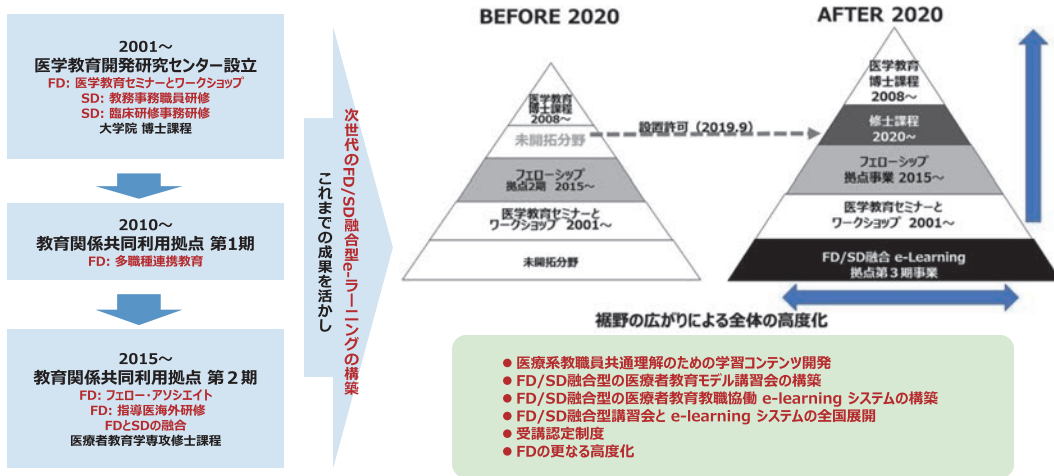 2001～
医学教育開発研究センター設立
FD: 医学教育セミナーとワークショップ
SD: 教務事務職員研修
SD: 臨床研修事務研修
大学院 博士課程
2010～
教育関係共同利用拠点 第1期
FD: 多職種連携教育
2015～
教育関係共同利用拠点 第２期
FD: フェロー・アソシエイト
FD: 指導医海外研修
FDとSDの融合
医療者教育学専攻修士課程
次世代のFD/SD融合型e-ラーニングの構築
これまでの成果を活かし
BEFORE 2020
医学教育
博士課程
2008～
未開拓分野
フェローシップ
拠点2期 2015～
医学教育セミナーと
ワークショップ 2001～
未開拓分野
設置許可（2019.9）
AFTER 2020
医学教育
博士課程
2008～
修士課程
2020～
フェローシップ
拠点事業 2015～
医学教育セミナーと
ワークショップ 2001～
FD/SD融合 e-Learning
拠点第３期事業
裾野の広がりによる全体の高度化
● 医療系教職員共通理解のための学習コンテンツ開発
● FD/SD融合型の医療者教育モデル講習会の構築
● FD/SD融合型の医療者教育教職協働 e-learning システムの構築
● FD/SD融合型講習会と e-learning システムの全国展開
● 受講認定制度
● FDの更なる高度化